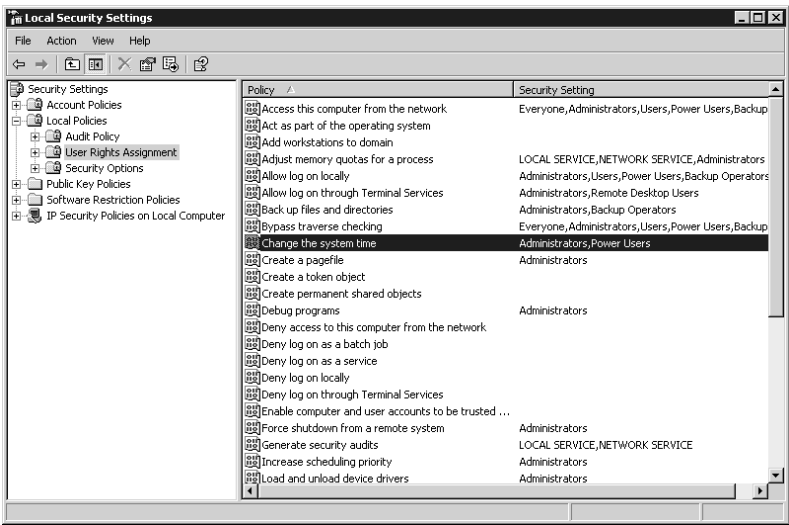 Local Security Settings
File Action View Help
Security Settings
Account Policies
Local Policies
Audit Policy
User Rights Assignment
Security Options
Public Key Policies
Software Restriction Policies
IP Security Policies on Local Computer
Policy Security Setting
Access this computer from the network Everyone,Administrators,Users,Power Users,Backup
Act as part of the operating system
Add workstations to domain
Adjust memory quotas for a process LOCAL SERVICE,NETWORK SERVICE,Administrators
Allow log on locally Administrators,Users,Power Users,Backup Operators
Allow log on through Terminal Services Administrators,Remote Desktop Users
Back up files and directories Administrators,Backup Operators
Bypass traverse checking Everyone,Administrators,Users,Power Users,Backup
Change the system time Administrators,Power Users
Create a pagefile Administrators
Create a token object
Create permanent shared objects
Debug programs Administrators
Deny access to this computer from the network
Deny log on as a batch job
Deny log on as a service
Deny log on locally
Deny log on through Terminal Services
Enable computer and user accounts to be trusted ...
Force shutdown from a remote system Administrators
Generate security audits LOCAL SERVICE,NETWORK SERVICE
Increase scheduling priority Administrators
Load and unload device drivers Administrators